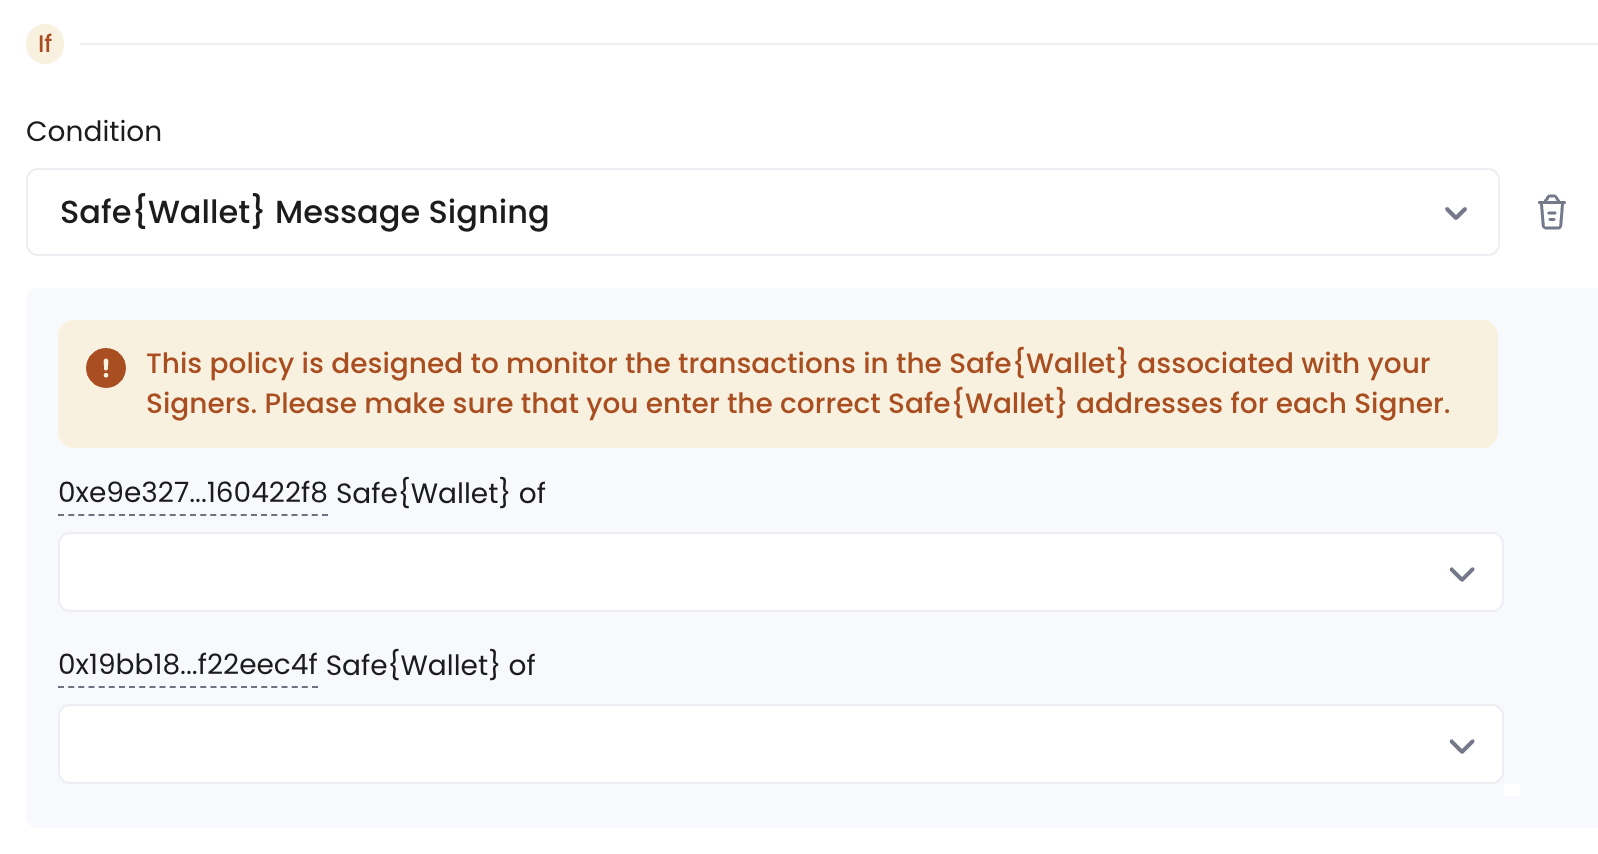 If
Condition
Safe{Wallet} Message Signing
This policy is designed to monitor the transactions in the Safe{Wallet} associated with your
Signers. Please make sure that you enter the correct Safe{Wallet} addresses for each Signer.
0xe9e327...160422f8 Safe{Wallet} of
0x19bb18...f22eec4f Safe{Wallet} of